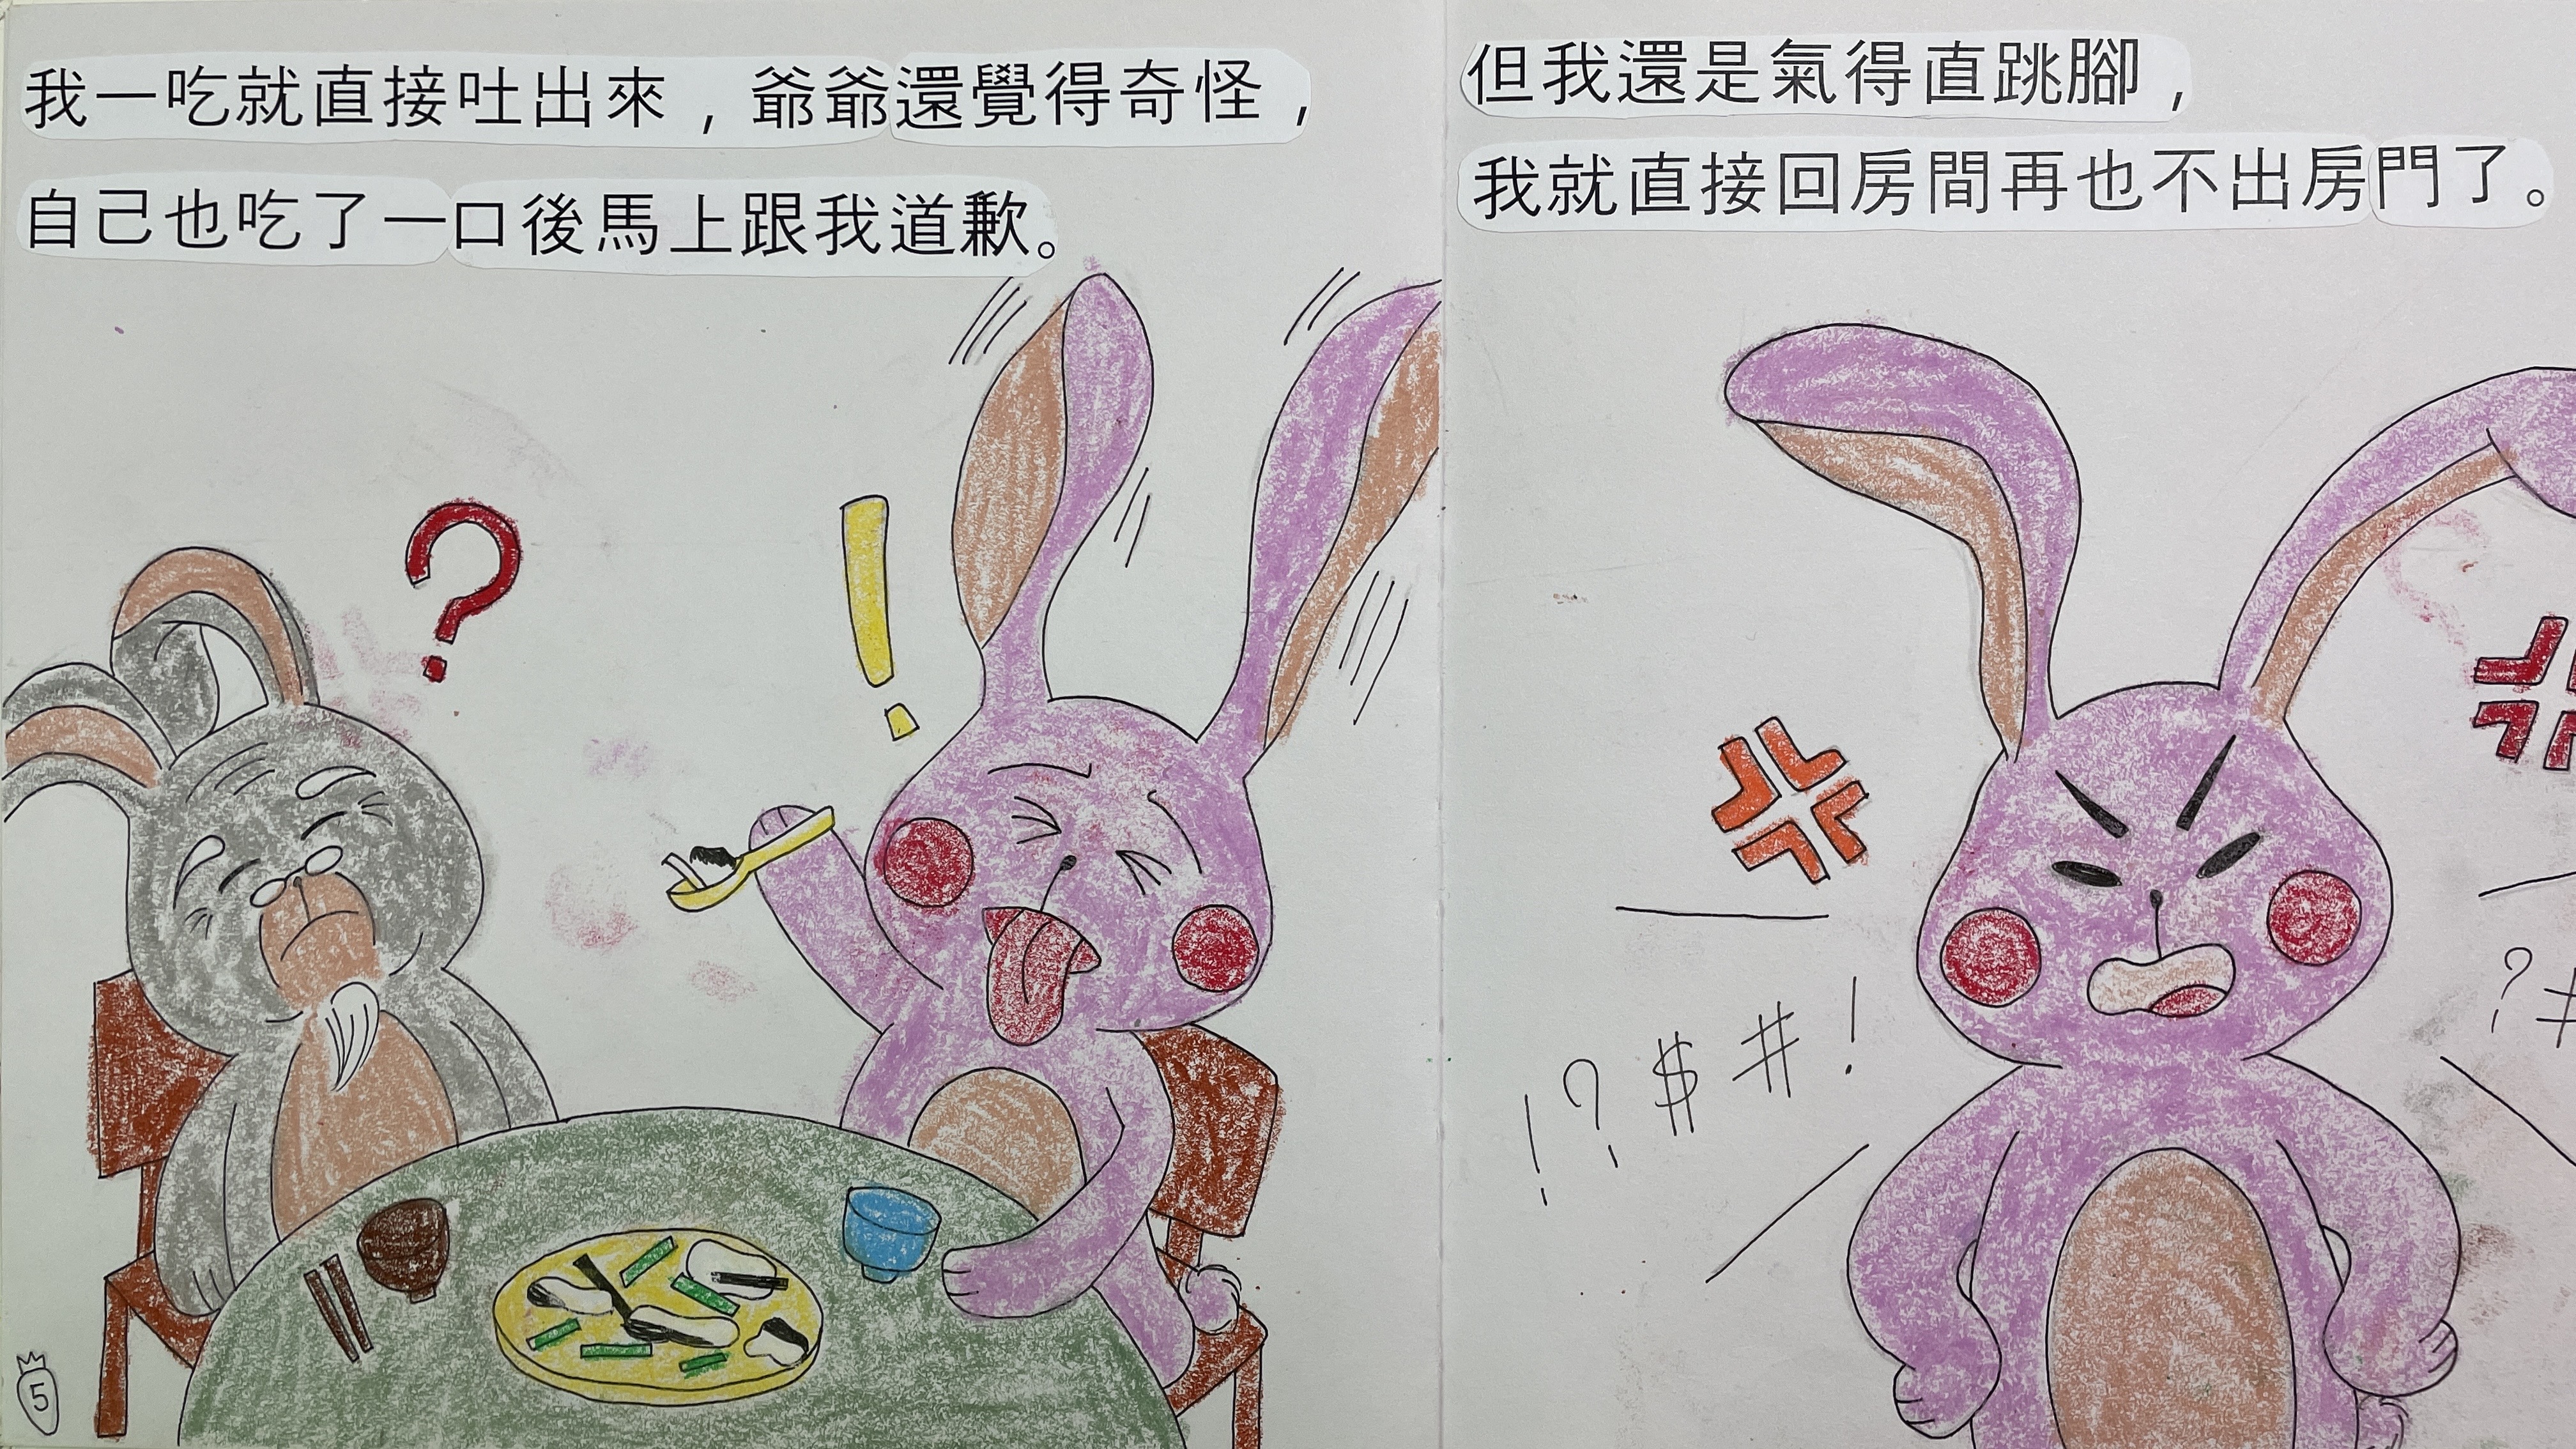 我一吃就直接吐出來，爺爺還覺得奇怪，
自己也吃了一口後馬上跟我道歉。
?
!
5
但我還是氣得直跳腳，
我就直接回房間再也不出房門了。
!?$#!
?#